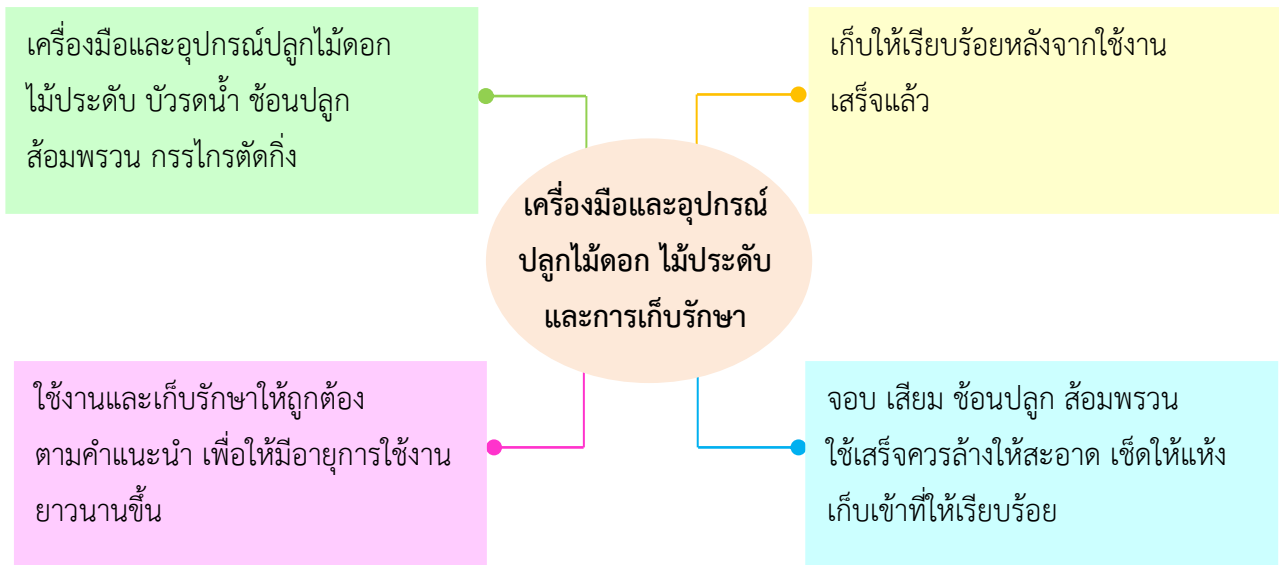 เครื่องมือและอุปกรณ์ปลูกไม้ดอก
ไม้ประดับ บัวรดน้ำ ช้อนปลูก
ส้อมพรวน กรรไกรตัดกิ่ง
เก็บให้เรียบร้อยหลังจากใช้งาน
เสร็จแล้ว
เครื่องมือและอุปกรณ์
ปลูกไม้ดอก ไม้ประดับ
และการเก็บรักษา
ใช้งานและเก็บรักษาให้ถูกต้อง
ตามคำแนะนำ เพื่อให้มีอายุการใช้งาน
ยาวนานขึ้น
จอบ เสียม ช้อนปลูก ส้อมพรวน
ใช้เสร็จควรล้างให้สะอาด เช็ดให้แห้ง
เก็บเข้าที่ให้เรียบร้อย